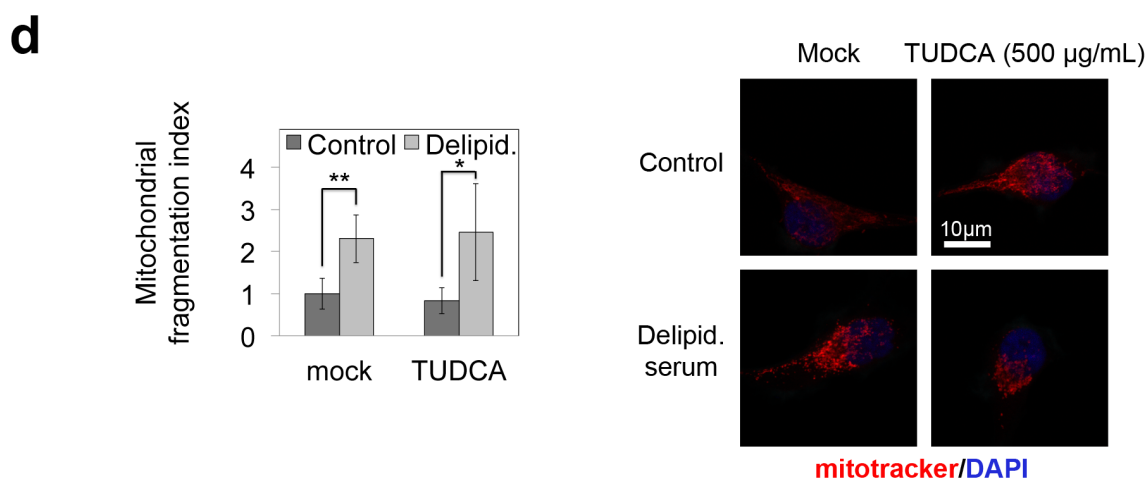 d
Mitochondrial
fragmentation index
Control Delipid.
4
3
2
1
0
**
*
mock TUDCA
Mock TUDCA (500 µg/mL)
Control
10µm
Delipid.
serum
mitotracker/DAPI